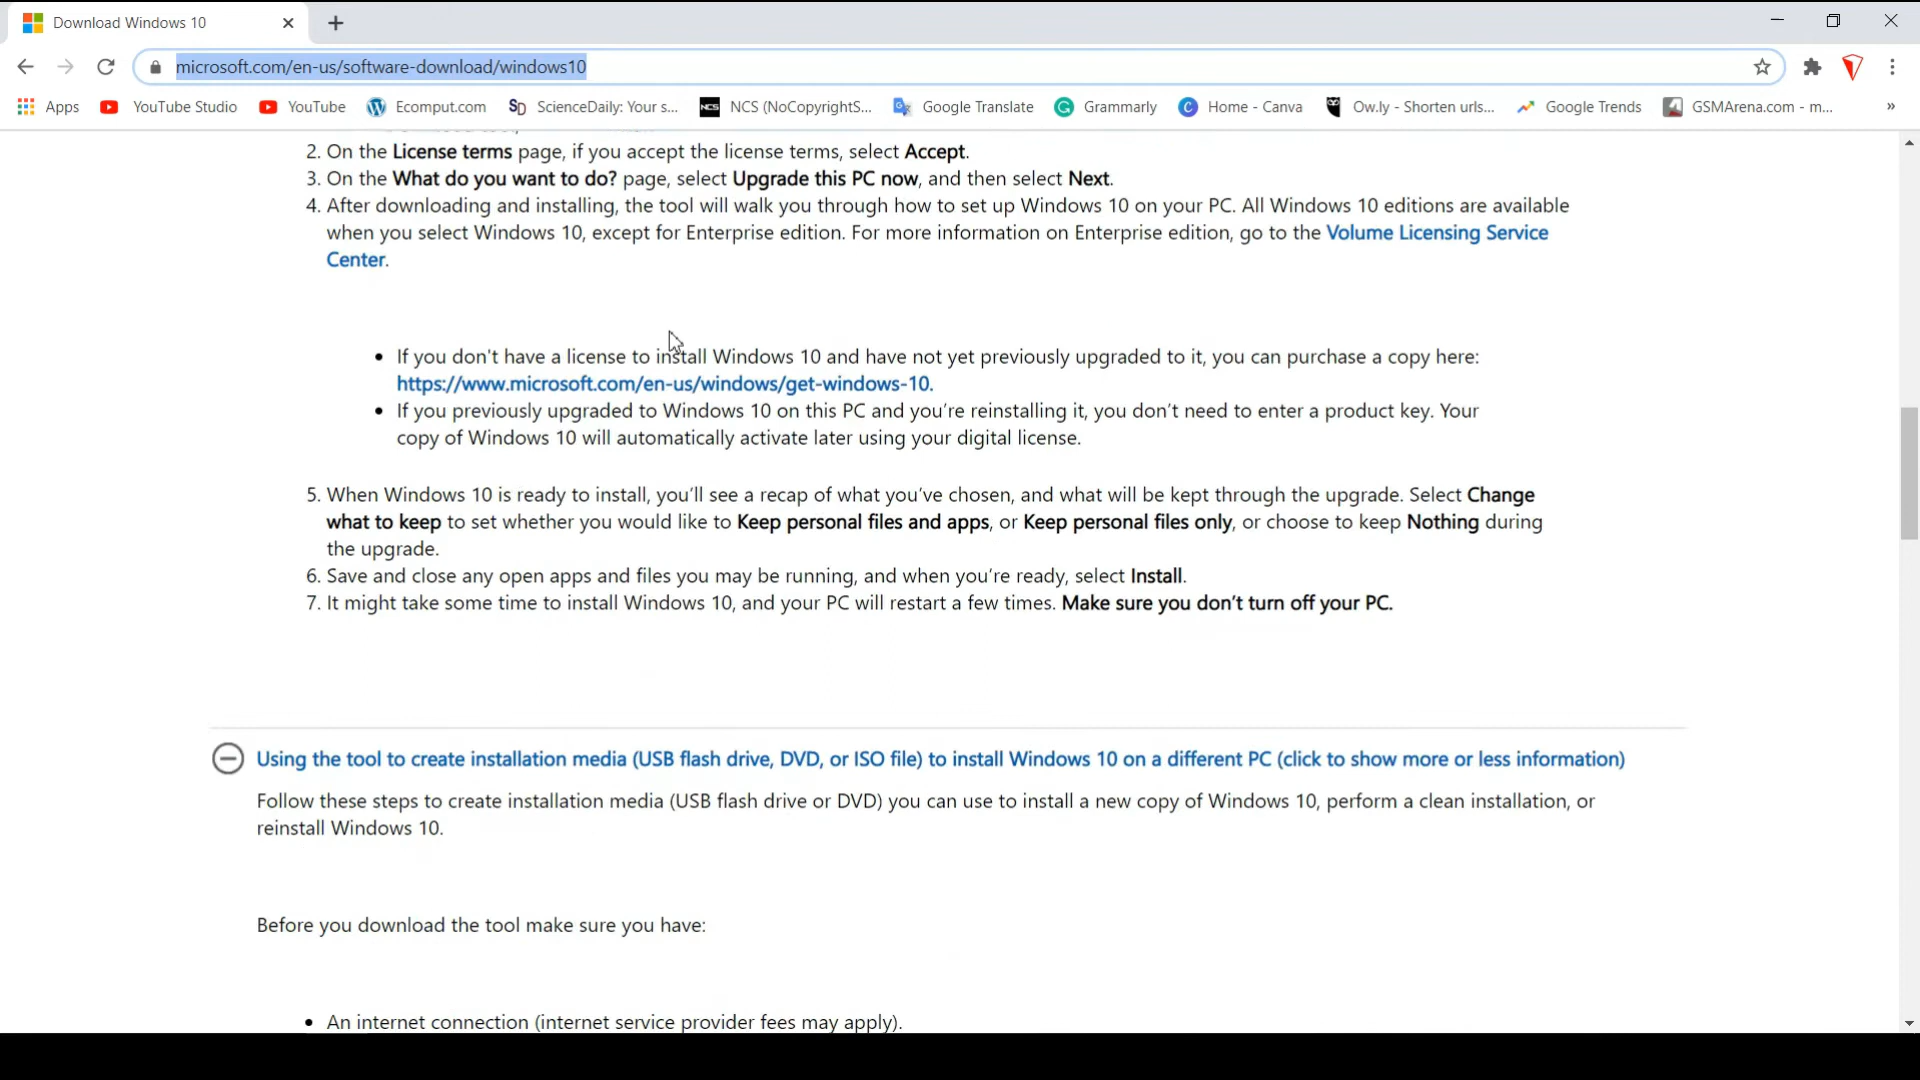 Download Windows 10
microsoft.com/en-us/software-download/windows10
Apps YouTube Studio YouTube Ecomput.com SD ScienceDaily: Your s... NCS NCS (NoCopyrightS... Google Translate Grammarly Home - Canva Ow.ly - Shorten urls... Google Trends GSMArena.com - m... »
2. On the License terms page, if you accept the license terms, select Accept.
3. On the What do you want to do? page, select Upgrade this PC now, and then select Next.
4. After downloading and installing, the tool will walk you through how to set up Windows 10 on your PC. All Windows 10 editions are available
when you select Windows 10, except for Enterprise edition. For more information on Enterprise edition, go to the Volume Licensing Service
Center.
• If you don't have a license to install Windows 10 and have not yet previously upgraded to it, you can purchase a copy here:
https://www.microsoft.com/en-us/windows/get-windows-10.
• If you previously upgraded to Windows 10 on this PC and you’re reinstalling it, you don’t need to enter a product key. Your
copy of Windows 10 will automatically activate later using your digital license.
5. When Windows 10 is ready to install, you’ll see a recap of what you’ve chosen, and what will be kept through the upgrade. Select Change
what to keep to set whether you would like to Keep personal files and apps, or Keep personal files only, or choose to keep Nothing during
the upgrade.
6. Save and close any open apps and files you may be running, and when you’re ready, select Install.
7. It might take some time to install Windows 10, and your PC will restart a few times. Make sure you don’t turn off your PC.
Using the tool to create installation media (USB flash drive, DVD, or ISO file) to install Windows 10 on a different PC (click to show more or less information)
Follow these steps to create installation media (USB flash drive or DVD) you can use to install a new copy of Windows 10, perform a clean installation, or
reinstall Windows 10.
Before you download the tool make sure you have:
• An internet connection (internet service provider fees may apply).